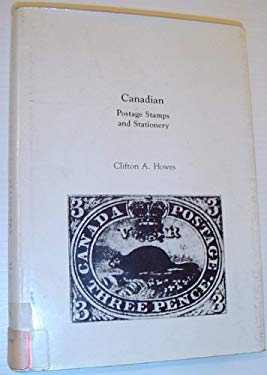 Canadian
Postage Stamps
and Stationery
Clifton A. Howes
3 3
CANADA POSTAGE
V R
THREE PENCE
3 3